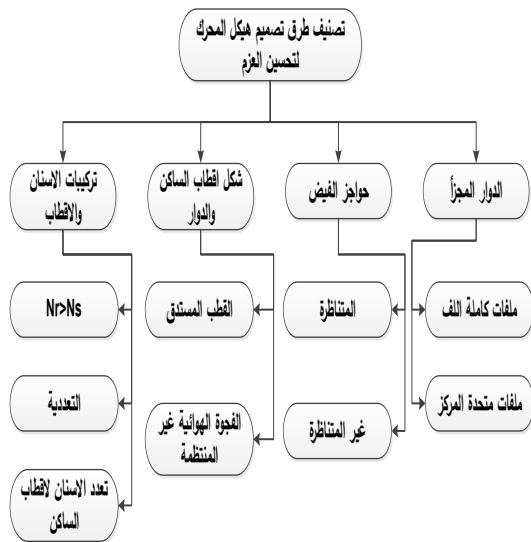 تصنيف طرق تصميم هيكل المحرك
لتحسين العزم
الدوار المجزأ
حواجز الفيض
شكل اقطاب الساكن
والدوار
تركيبات الاسنان
والاقطاب
ملفات كاملة اللف
المتناظرة
القطب المستدق
Nr>Ns
ملفات متحدة المركز
غير المتناظرة
الفجوة الهوائية غير
المنتظمة
التعددية
تعدد الاسنان لاقطاب
الساكن